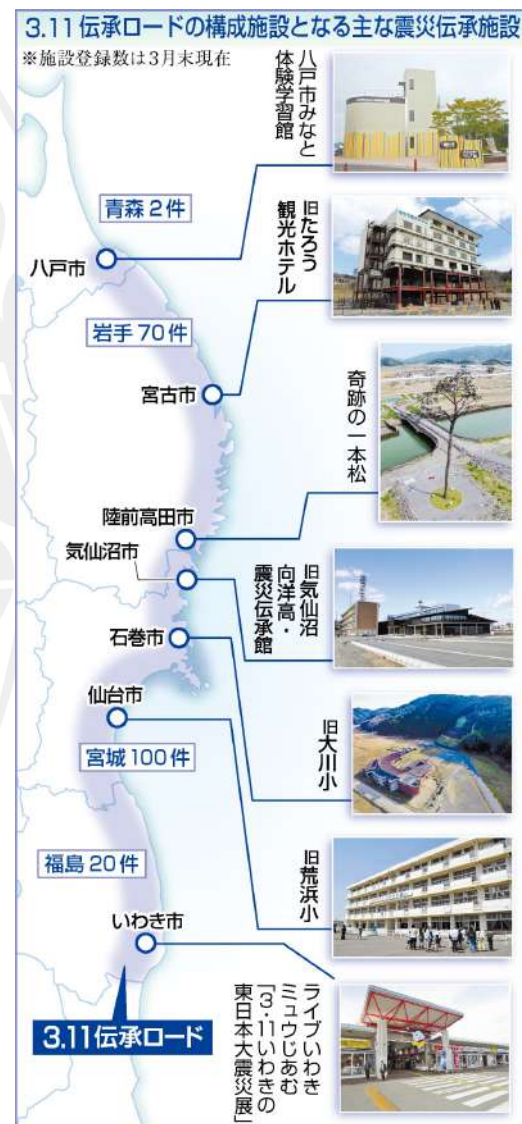 3.11伝承ロードの構成施設となる主な震災伝承施設
※施設登録数は3月末現在
八戸市みなと
体験学習館
青森2件
八戸市
旧たろう
観光ホテル
岩手70件
宮古市
奇跡の一本松
陸前高田市
気仙沼市
旧気仙沼
向洋高・
震災伝承館
石巻市
旧大川小
仙台市
宮城100件
旧荒浜小
福島20件
いわき市
ライブいわき
ミュウじあむ
「3・11いわきの
東日本大震災展」
3.11伝承ロード